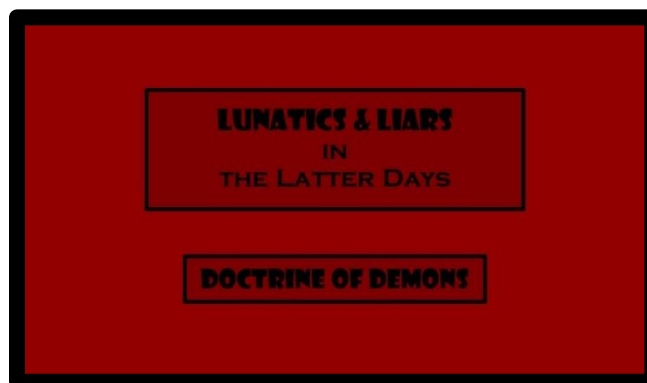 LUNATICS & LIARS
IN
THE LATTER DAYS
DOCTRINE OF DEMONS